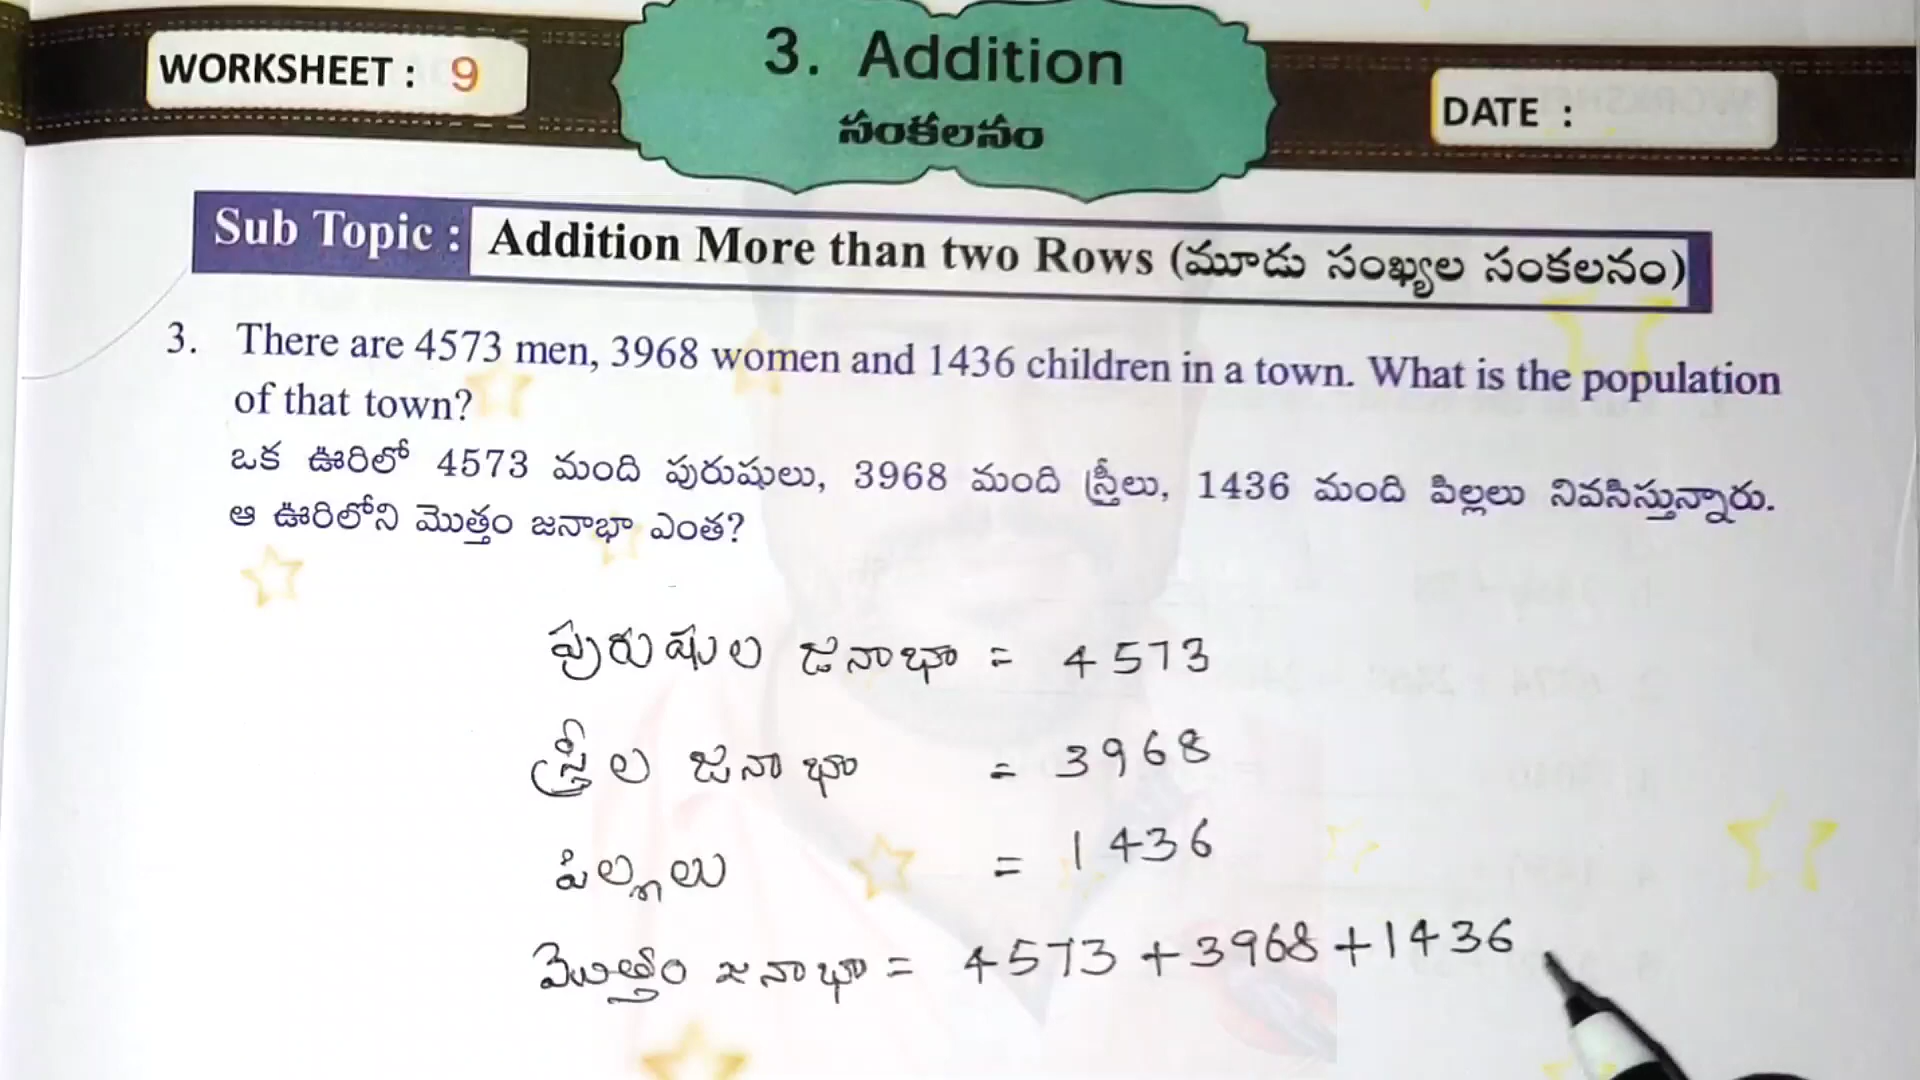 WORKSHEET : 9
3. Addition
సంకలనం
DATE :
Sub Topic : Addition More than two Rows (మూడు సంఖ్యల సంకలనం)
3. There are 4573 men, 3968 women and 1436 children in a town. What is the population
of that town?
ఒక ఊరిలో 4573 మంది పురుషులు, 3968 మంది స్త్రీలు, 1436 మంది పిల్లలు నివసిస్తున్నారు.
ఆ ఊరిలోని మొత్తం జనాభా ఎంత?
పురుషుల జనాభా = 4573
స్త్రీల జనాభా = 3968
పిల్లలు = 1436
మొత్తం జనాభా = 4573 + 3968 + 1436